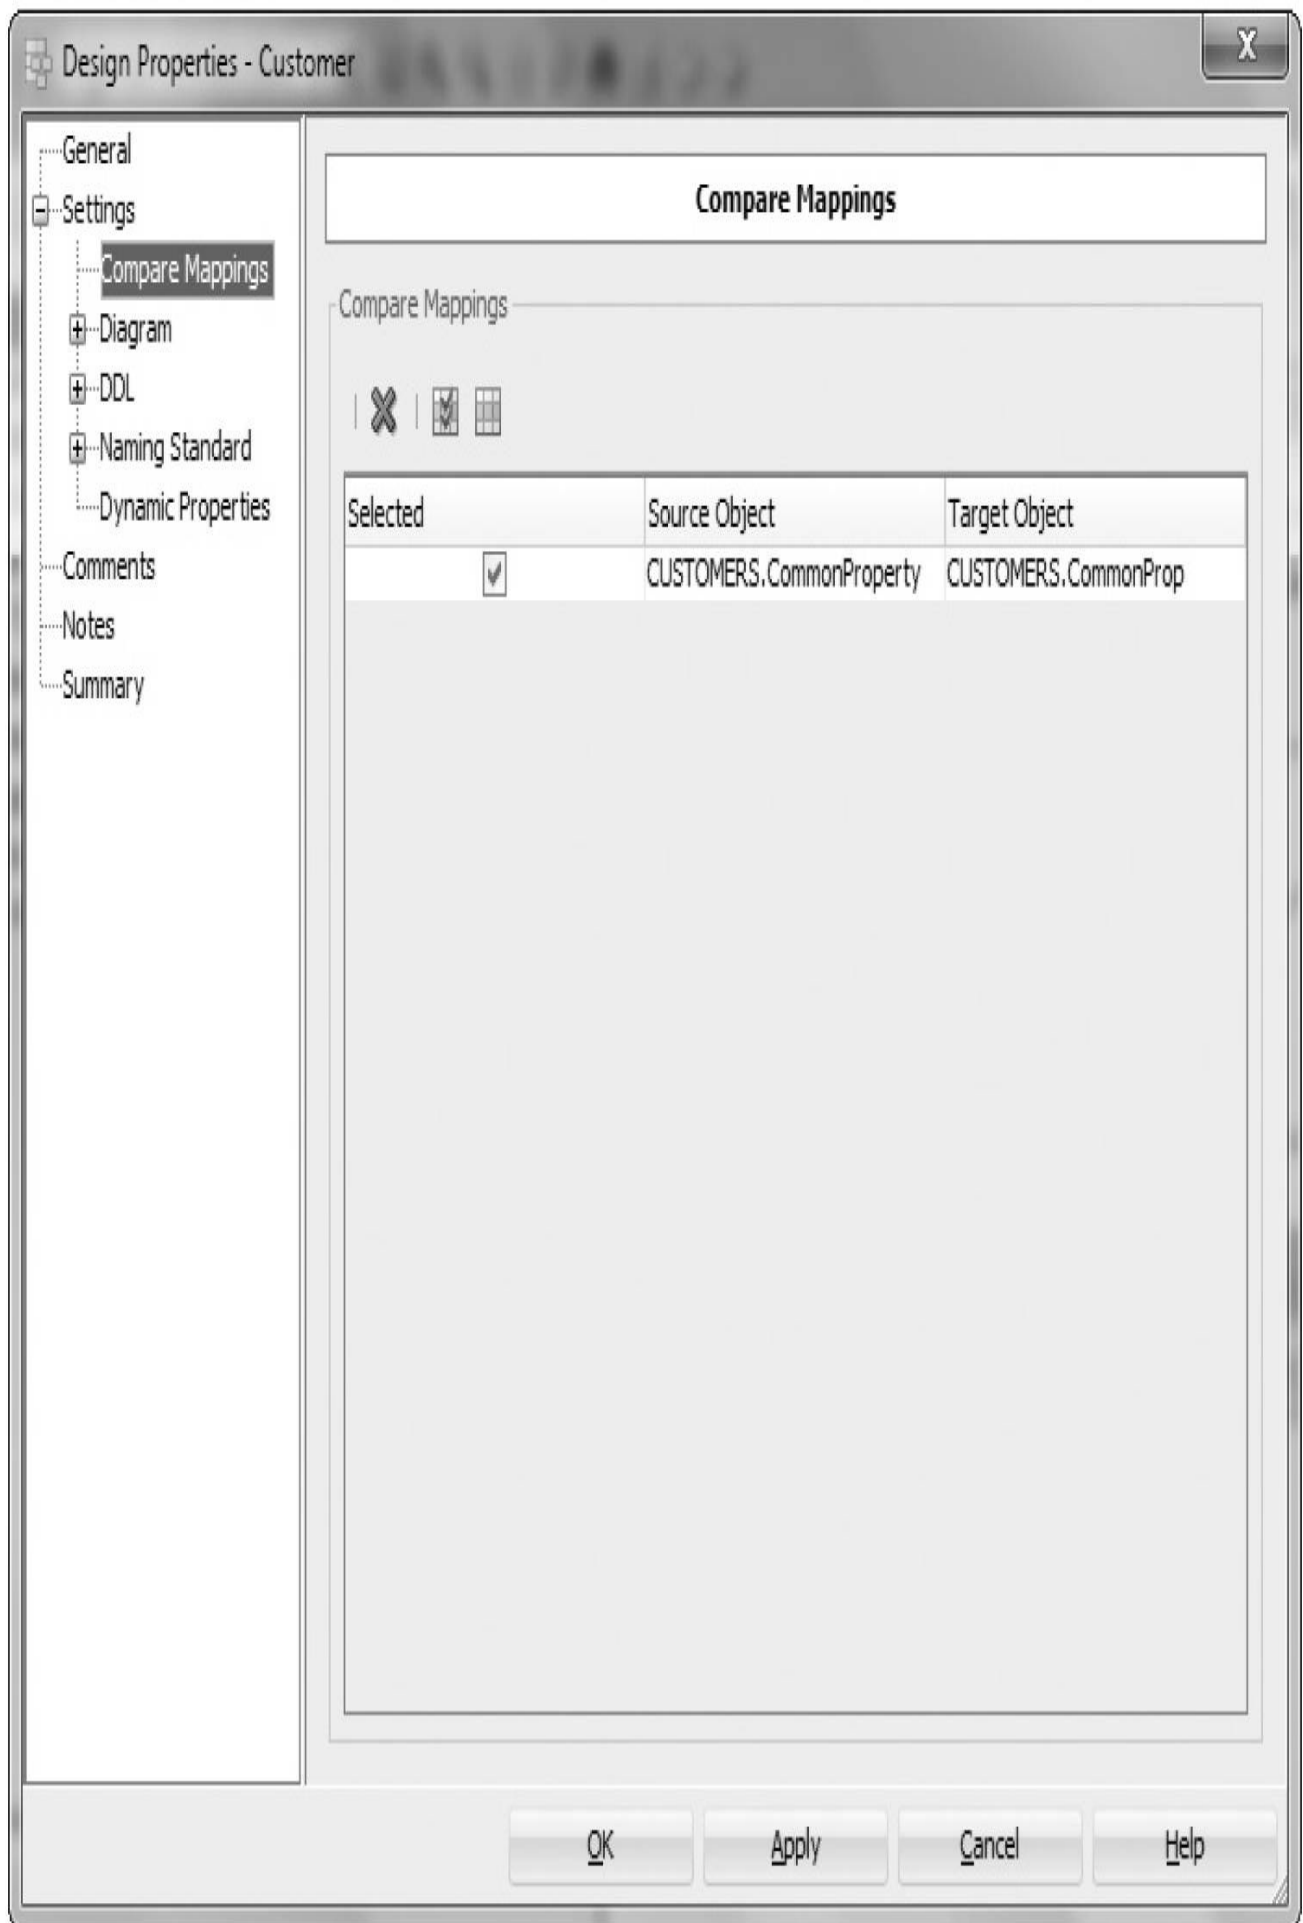 Design Properties - Customer
X
General
Settings
Compare Mappings
Diagram
DDL
Naming Standard
Dynamic Properties
Comments
Notes
Summary
Compare Mappings
Compare Mappings
Selected Source Object Target Object
CUSTOMERS.CommonProperty CUSTOMERS.CommonProp
OK Apply Cancel Help